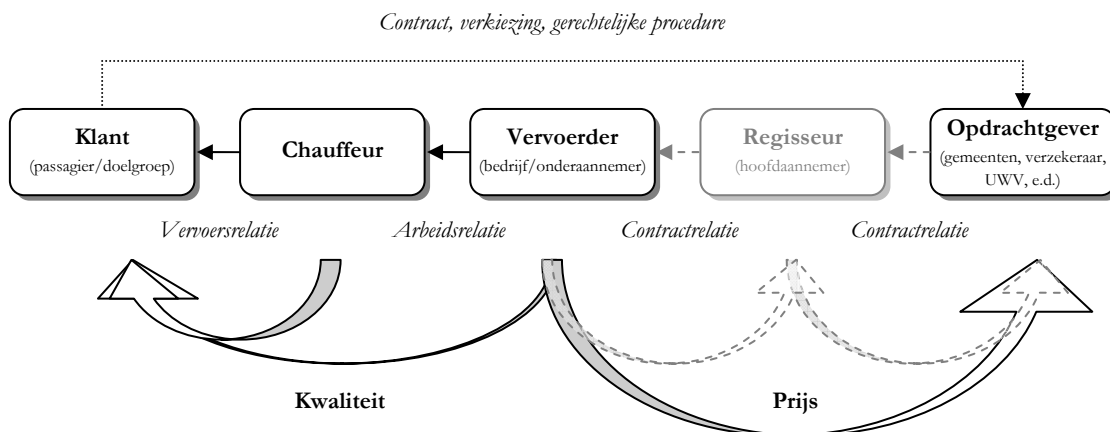 Contract, verkiezing, gerechtelijke procedure
Klant
(passagier/doelgroep)
Chauffeur
Vervoerder
(bedrijf/onderaannemer)
Regisseur
(hoofdaannemer)
Opdrachtgever
(gemeenten, verzekeraar,
UWV, e.d.)
Vervoersrelatie
Arbeidsrelatie
Contractrelatie
Contractrelatie
Kwaliteit
Prijs